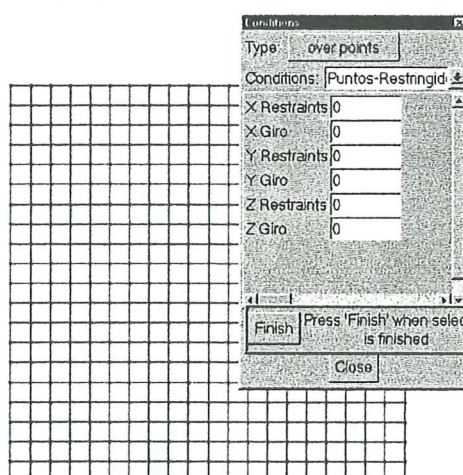 Conditions
Type: over points
Conditions: Puntos-Restringid
X Restraints 0
X Giro 0
Y Restraints 0
Y Giro 0
Z Restraints 0
Z Giro 0
Finish Press 'Finish' when selec
is finished
Close